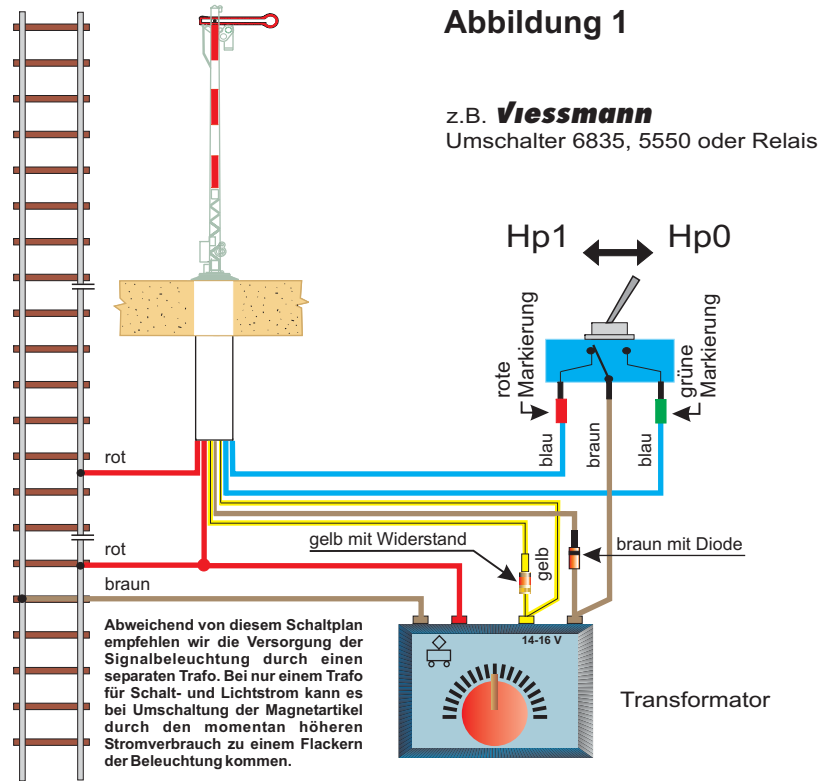 Abbildung 1
z.B. Viessmann
Umschalter 6835, 5550 oder Relais
Hp1
Hp0
rote
Markierung
grüne
Markierung
blau
braun
blau
rot
gelb mit Widerstand
gelb
braun mit Diode
rot
braun
Abweichend von diesem Schaltplan
empfehlen wir die Versorgung der
Signalbeleuchtung durch einen
separaten Trafo. Bei nur einem Trafo
für Schalt- und Lichtstrom kann es
bei Umschaltung der Magnetartikel
durch den momentan höheren
Stromverbrauch zu einem Flackern
der Beleuchtung kommen.
14-16 V
Transformator